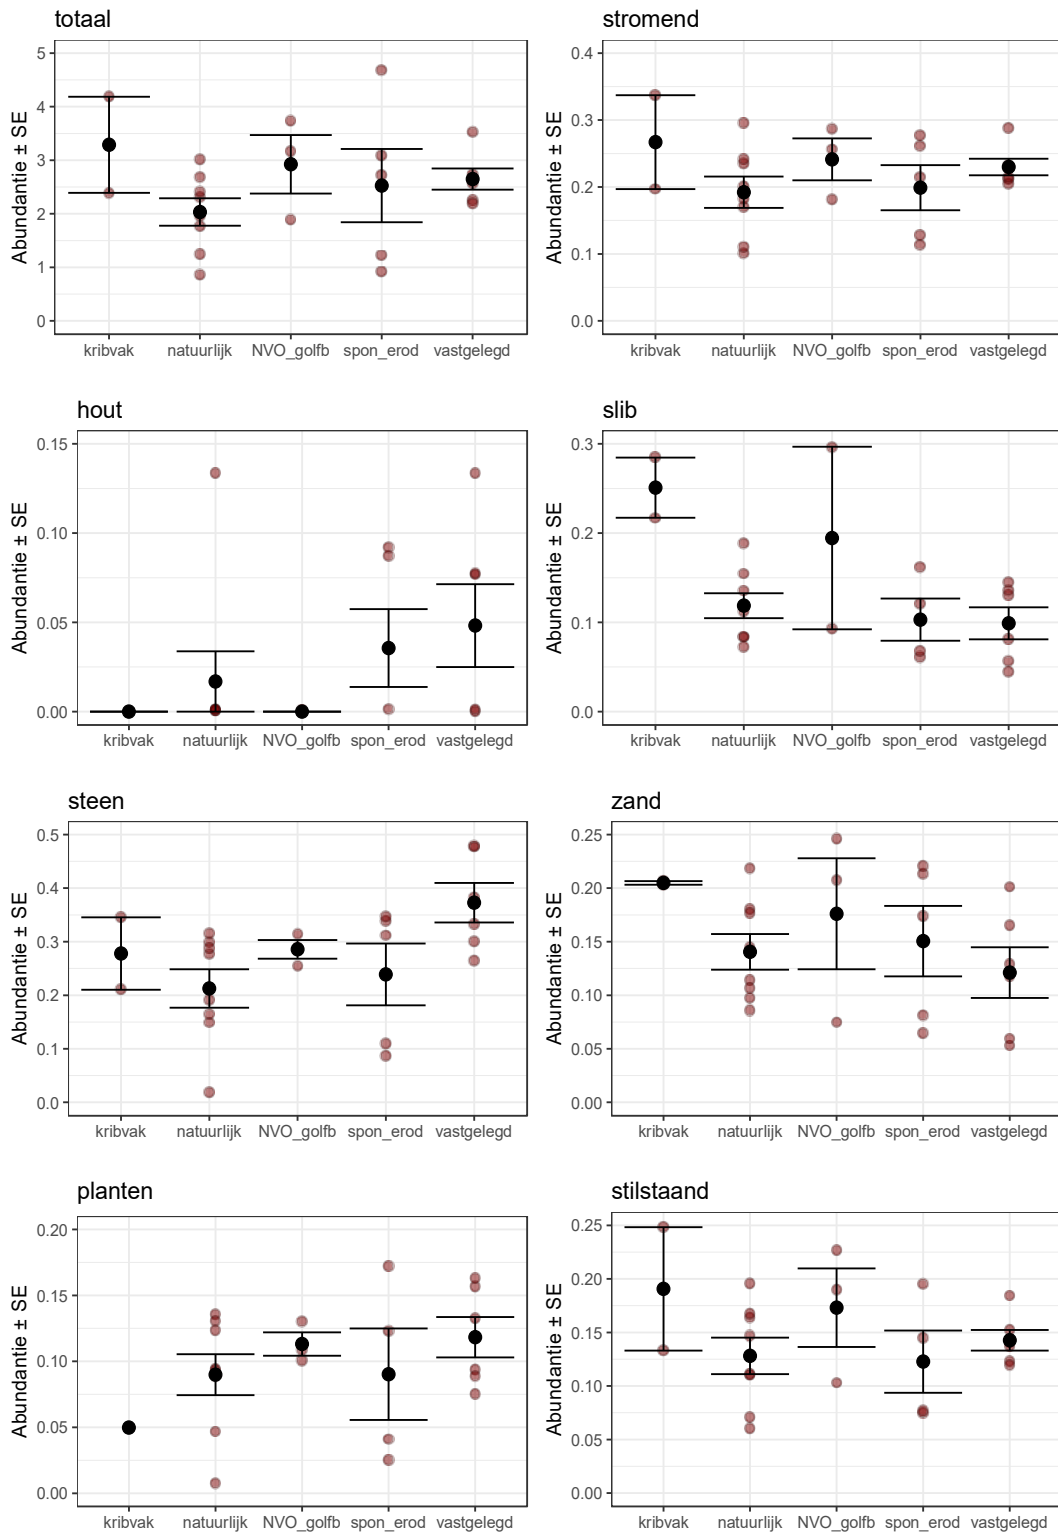 totaal
Abundantie ± SE
5
4
3
2
1
0
kribvak natuurlijk NVO_golfb spon_erod vastgelegd
stromend
Abundantie ± SE
0.4
0.3
0.2
0.1
0.0
kribvak natuurlijk NVO_golfb spon_erod vastgelegd
hout
Abundantie ± SE
0.15
0.10
0.05
0.00
kribvak natuurlijk NVO_golfb spon_erod vastgelegd
slib
Abundantie ± SE
0.3
0.2
0.1
0.0
kribvak natuurlijk NVO_golfb spon_erod vastgelegd
steen
Abundantie ± SE
0.5
0.4
0.3
0.2
0.1
0.0
kribvak natuurlijk NVO_golfb spon_erod vastgelegd
zand
Abundantie ± SE
0.25
0.20
0.15
0.10
0.05
0.00
kribvak natuurlijk NVO_golfb spon_erod vastgelegd
planten
Abundantie ± SE
0.20
0.15
0.10
0.05
0.00
kribvak natuurlijk NVO_golfb spon_erod vastgelegd
stilstaand
Abundantie ± SE
0.25
0.20
0.15
0.10
0.05
0.00
kribvak natuurlijk NVO_golfb spon_erod vastgelegd